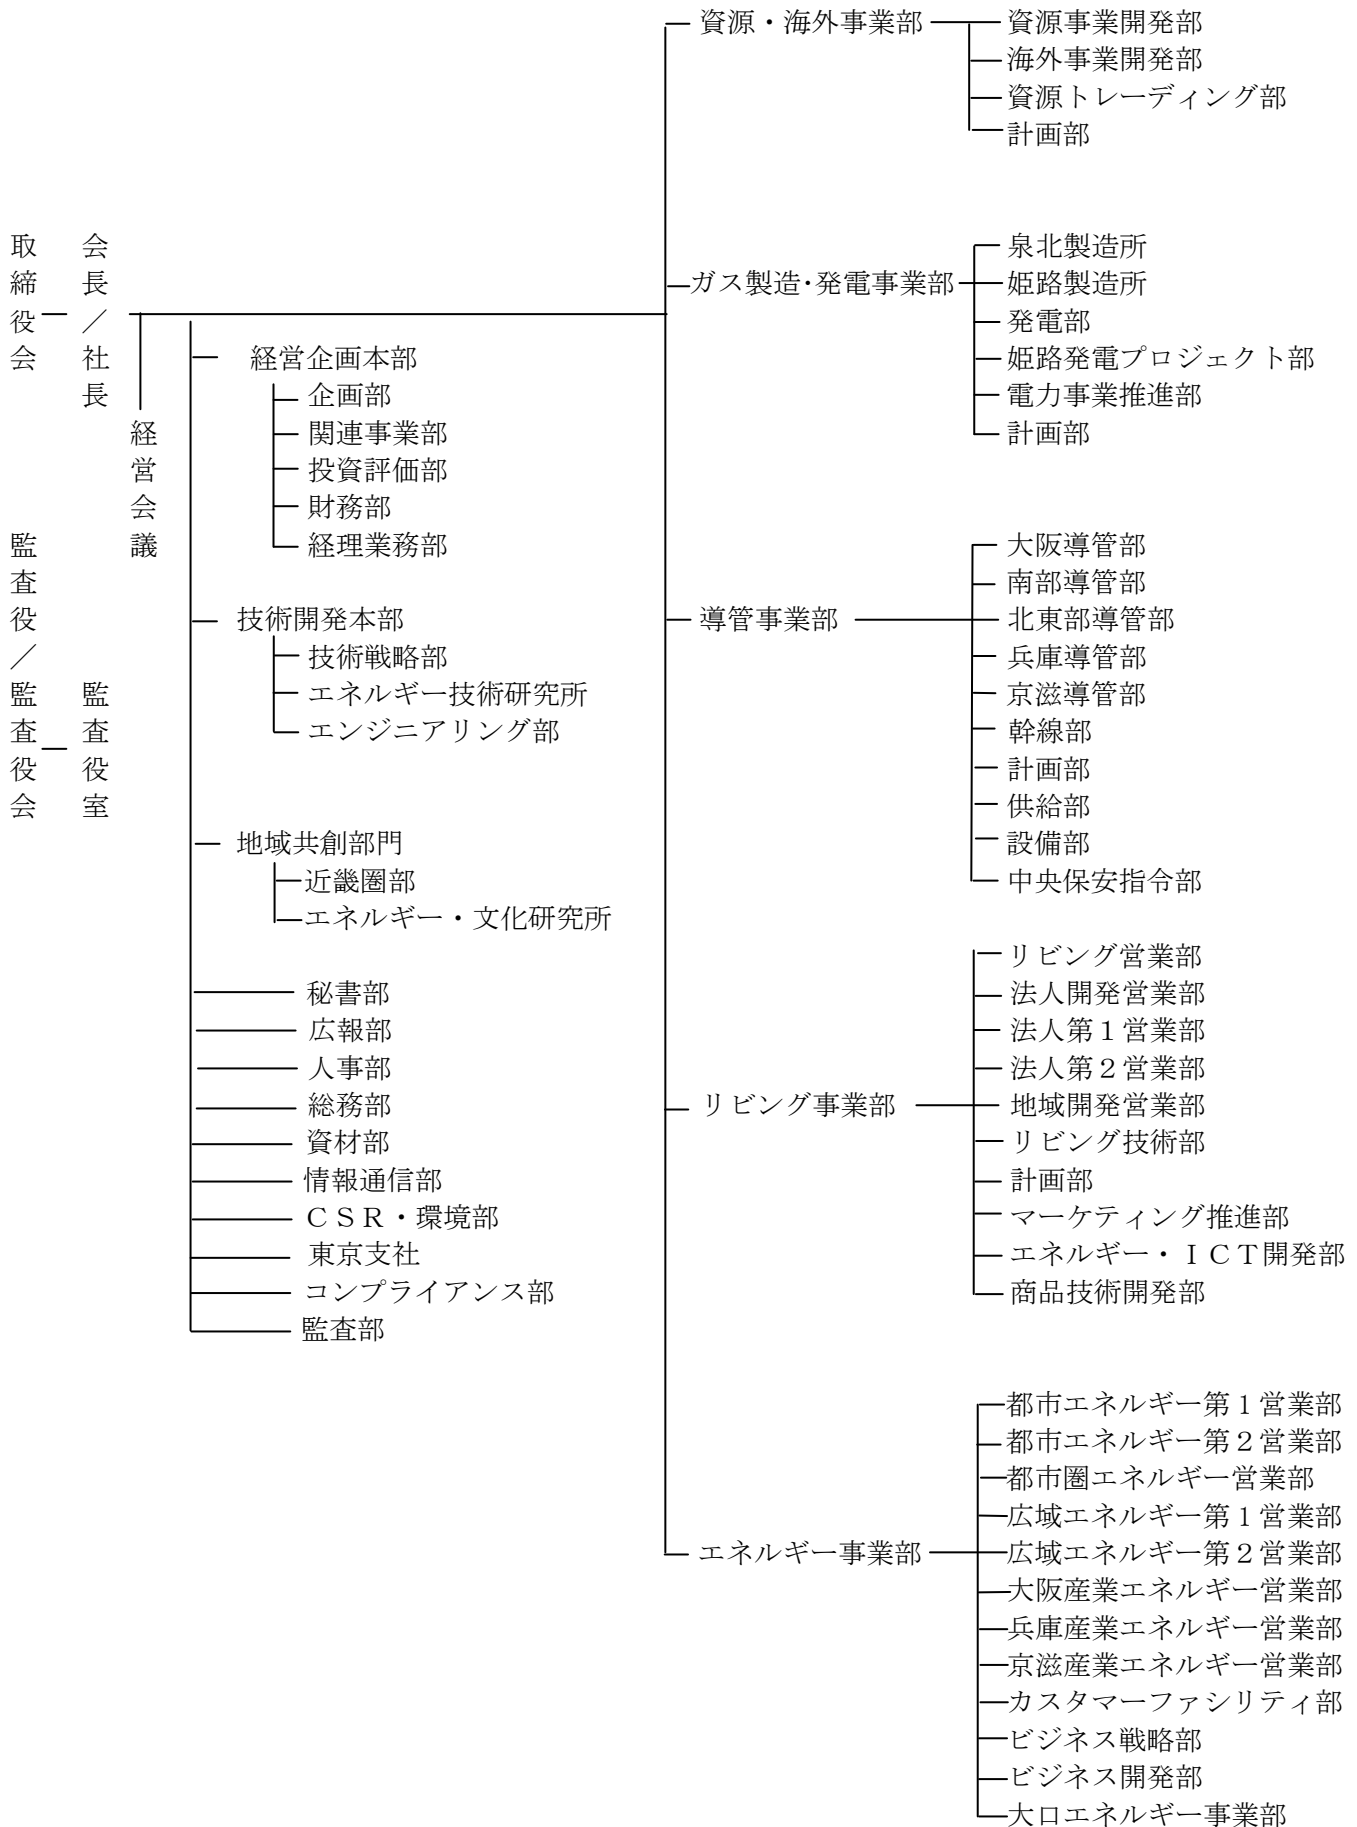 取締役会
会長／社長
経営会議
監査役／監査役会
監査役室
経営企画本部
企画部
関連事業部
投資評価部
財務部
経理業務部
技術開発本部
技術戦略部
エネルギー技術研究所
エンジニアリング部
地域共創部門
近畿圏部
エネルギー・文化研究所
秘書部
広報部
人事部
総務部
資材部
情報通信部
ＣＳＲ・環境部
東京支社
コンプライアンス部
監査部
資源・海外事業部
資源事業開発部
海外事業開発部
資源トレーディング部
計画部
ガス製造・発電事業部
泉北製造所
姫路製造所
発電部
姫路発電プロジェクト部
電力事業推進部
計画部
導管事業部
大阪導管部
南部導管部
北東部導管部
兵庫導管部
京滋導管部
幹線部
計画部
供給部
設備部
中央保安指令部
リビング事業部
リビング営業部
法人開発営業部
法人第１営業部
法人第２営業部
地域開発営業部
リビング技術部
計画部
マーケティング推進部
エネルギー・ＩＣＴ開発部
商品技術開発部
エネルギー事業部
都市エネルギー第１営業部
都市エネルギー第２営業部
都市圏エネルギー営業部
広域エネルギー第１営業部
広域エネルギー第２営業部
大阪産業エネルギー営業部
兵庫産業エネルギー営業部
京滋産業エネルギー営業部
カスタマーファシリティ部
ビジネス戦略部
ビジネス開発部
大口エネルギー事業部